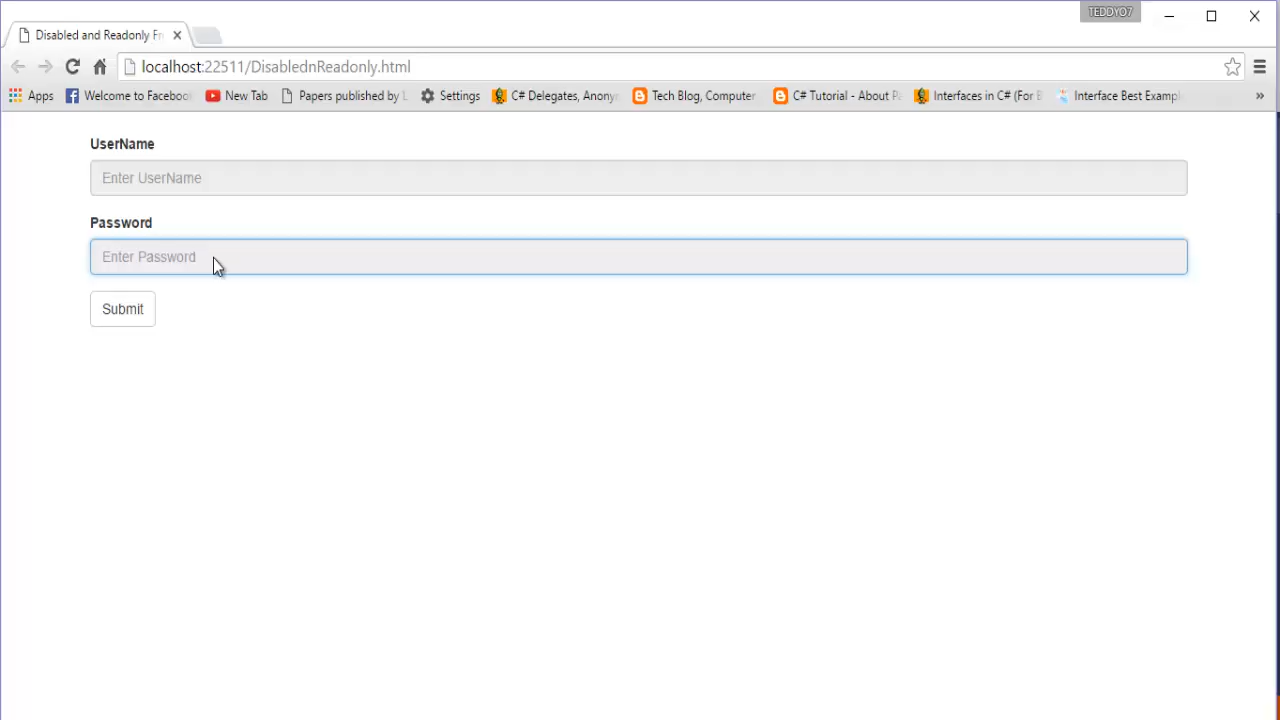 TEDDYO7
Disabled and Readonly Fr
localhost:22511/DisablednReadonly.html
Apps Welcome to Faceboo New Tab Papers published by Settings C# Delegates, Anony Tech Blog, Computer C# Tutorial - About Pa Interfaces in C# (For B Interface Best Exampl »
UserName
Enter UserName
Password
Enter Password
Submit